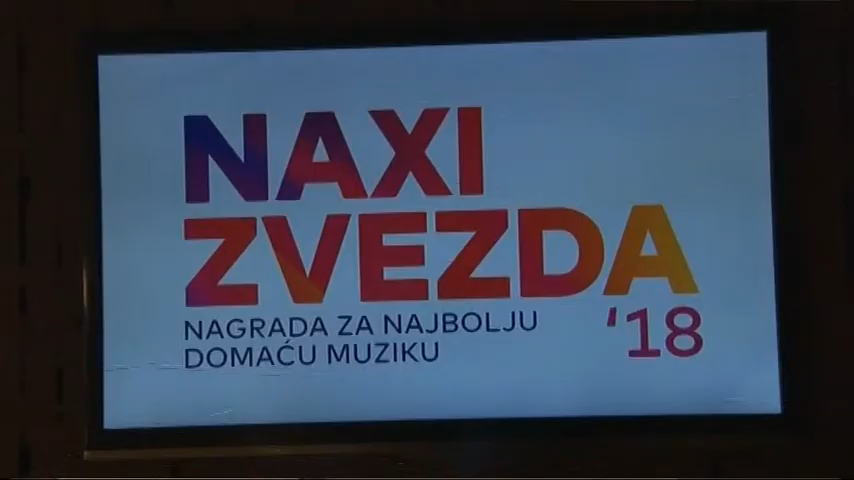 NAXI
ZVEZDA
NAGRADA ZA NAJBOLJU
DOMAĆU MUZIKU
'18